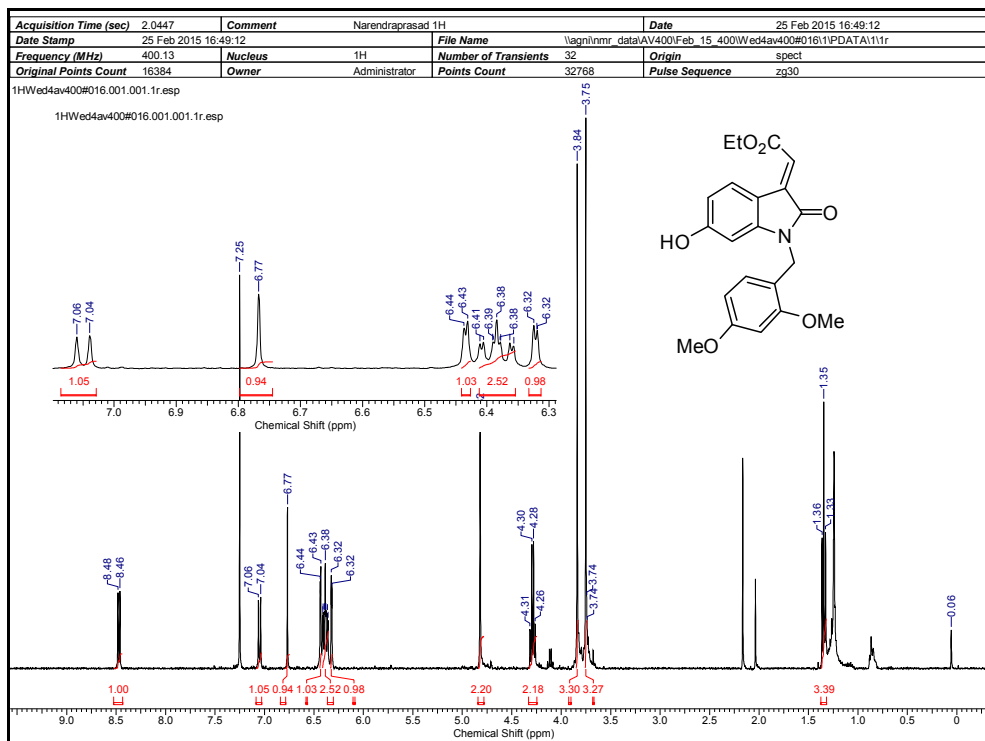 Acquisition Time (sec) 2.0447 Comment Narendraprasad 1H Date 25 Feb 2015 16:49:12
Date Stamp 25 Feb 2015 16:49:12 File Name \\agni\nmr_data\AV400\Feb_15_400\Wed4av400#016\1\PDATA\1\1r
Frequency (MHz) 400.13 Nucleus 1H Number of Transients 32 Origin spect
Original Points Count 16384 Owner Administrator Points Count 32768 Pulse Sequence zg30
1HWed4av400#016.001.001.1r.esp
1HWed4av400#016.001.001.1r.esp
7.06 7.04 7.25 6.77 6.44 6.43 6.41 6.39 6.38 6.38 6.32 6.32
1.05 0.94 1.03 2.52 0.98
7.0 6.9 6.8 6.7 6.6 6.5 6.4 6.3
Chemical Shift (ppm)
EtO2C
O
HO
N
OMe
MeO
8.48 8.46 7.06 7.04 6.77 6.44 6.43 6.38 6.32 6.32 4.31 4.30 4.28 4.26 3.84 3.75 3.74 3.74 1.36 1.35 1.33 0.06
1.00 1.05 0.94 1.03 2.52 0.98 2.20 2.18 3.30 3.27 3.39
9.0 8.5 8.0 7.5 7.0 6.5 6.0 5.5 5.0 4.5 4.0 3.5 3.0 2.5 2.0 1.5 1.0 0.5 0
Chemical Shift (ppm)